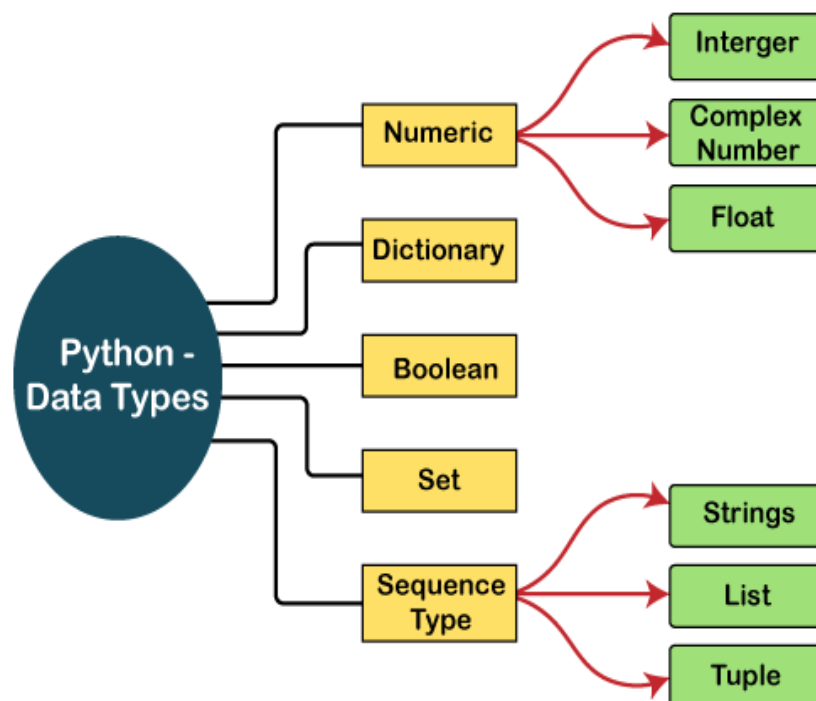 Python -
Data Types
Numeric
Interger
Complex
Number
Float
Dictionary
Boolean
Set
Sequence
Type
Strings
List
Tuple